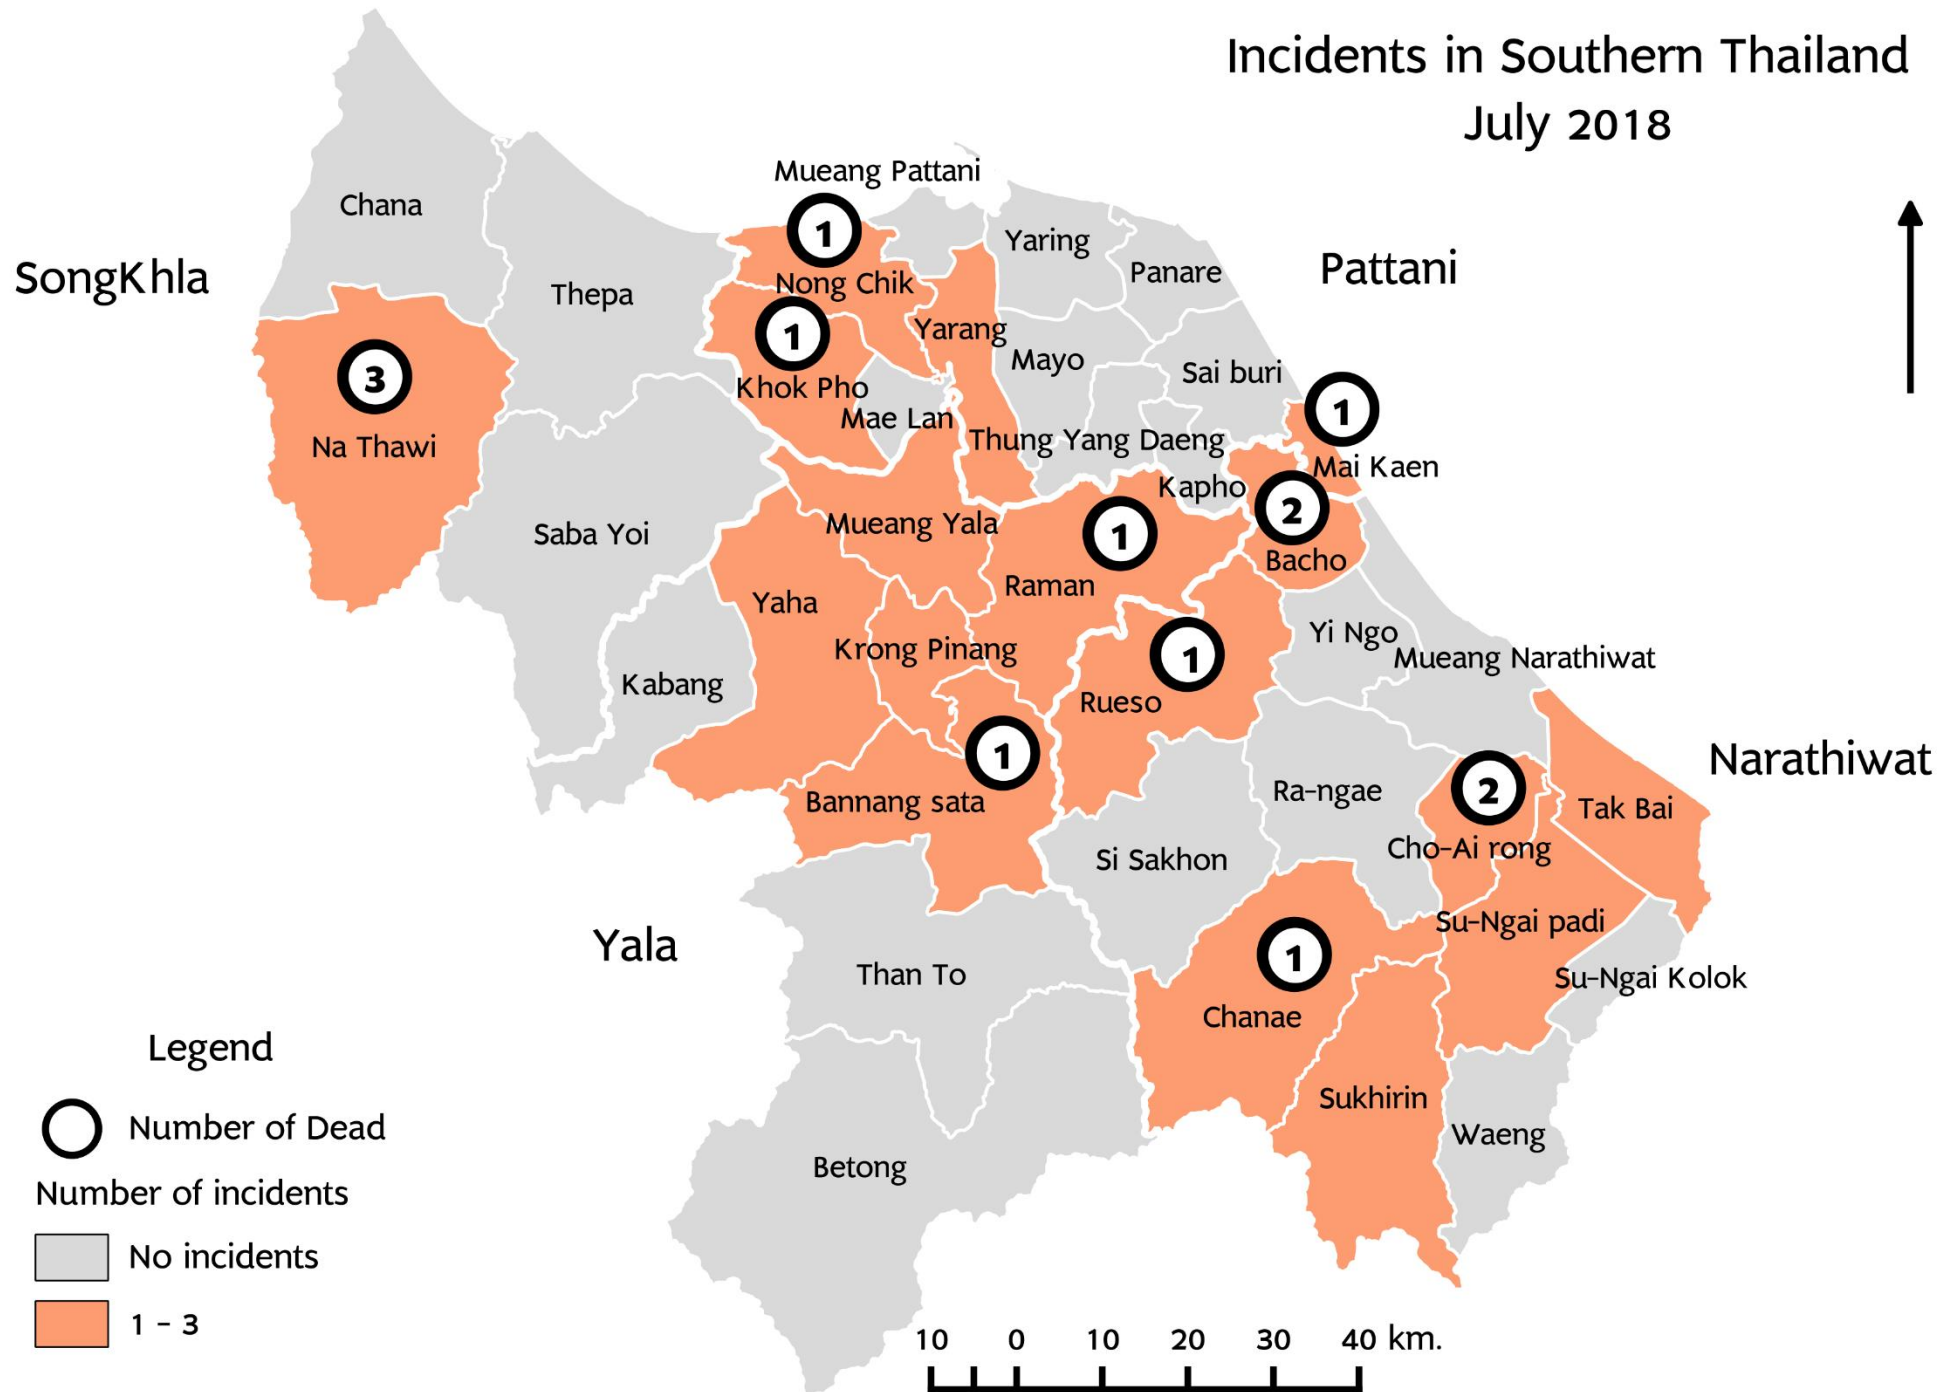 Incidents in Southern Thailand
July 2018
Mueang Pattani
Chana
1
Yaring
SongKhla
Pattani
Panare
Nong Chik
Thepa
Yarang
1
Mayo
3
Sai buri
Khok Pho
1
Mae Lan
Thung Yang Daeng
Na Thawi
Mai Kaen
Kapho
2
Mueang Yala
Saba Yoi
1
Bacho
Raman
Yaha
Yi Ngo
Krong Pinang
1
Mueang Narathiwat
Kabang
Rueso
1
Narathiwat
Ra-ngae
2
Bannang sata
Tak Bai
Cho-Ai rong
Si Sakhon
Su-Ngai padi
Yala
1
Than To
Su-Ngai Kolok
Chanae
Sukhirin
Waeng
Betong
Legend
Number of Dead
Number of incidents
No incidents
1 - 3
10 0 10 20 30 40 km.